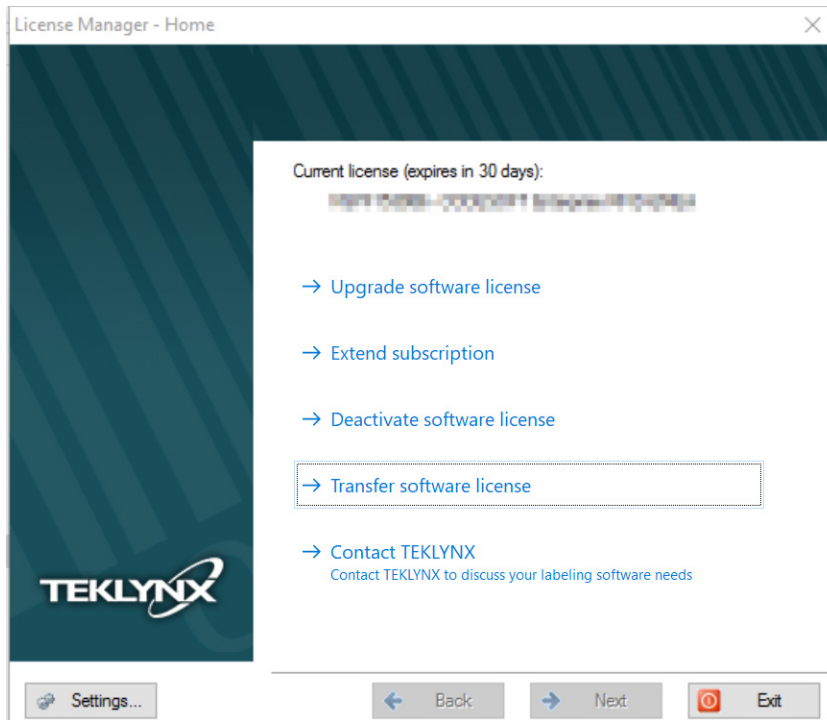 License Manager - Home
Current license (expires in 30 days):
Upgrade software license
Extend subscription
Deactivate software license
Transfer software license
Contact TEKLYNX
Contact TEKLYNX to discuss your labeling software needs
TEKLYNX
Settings...
Back
Next
Exit